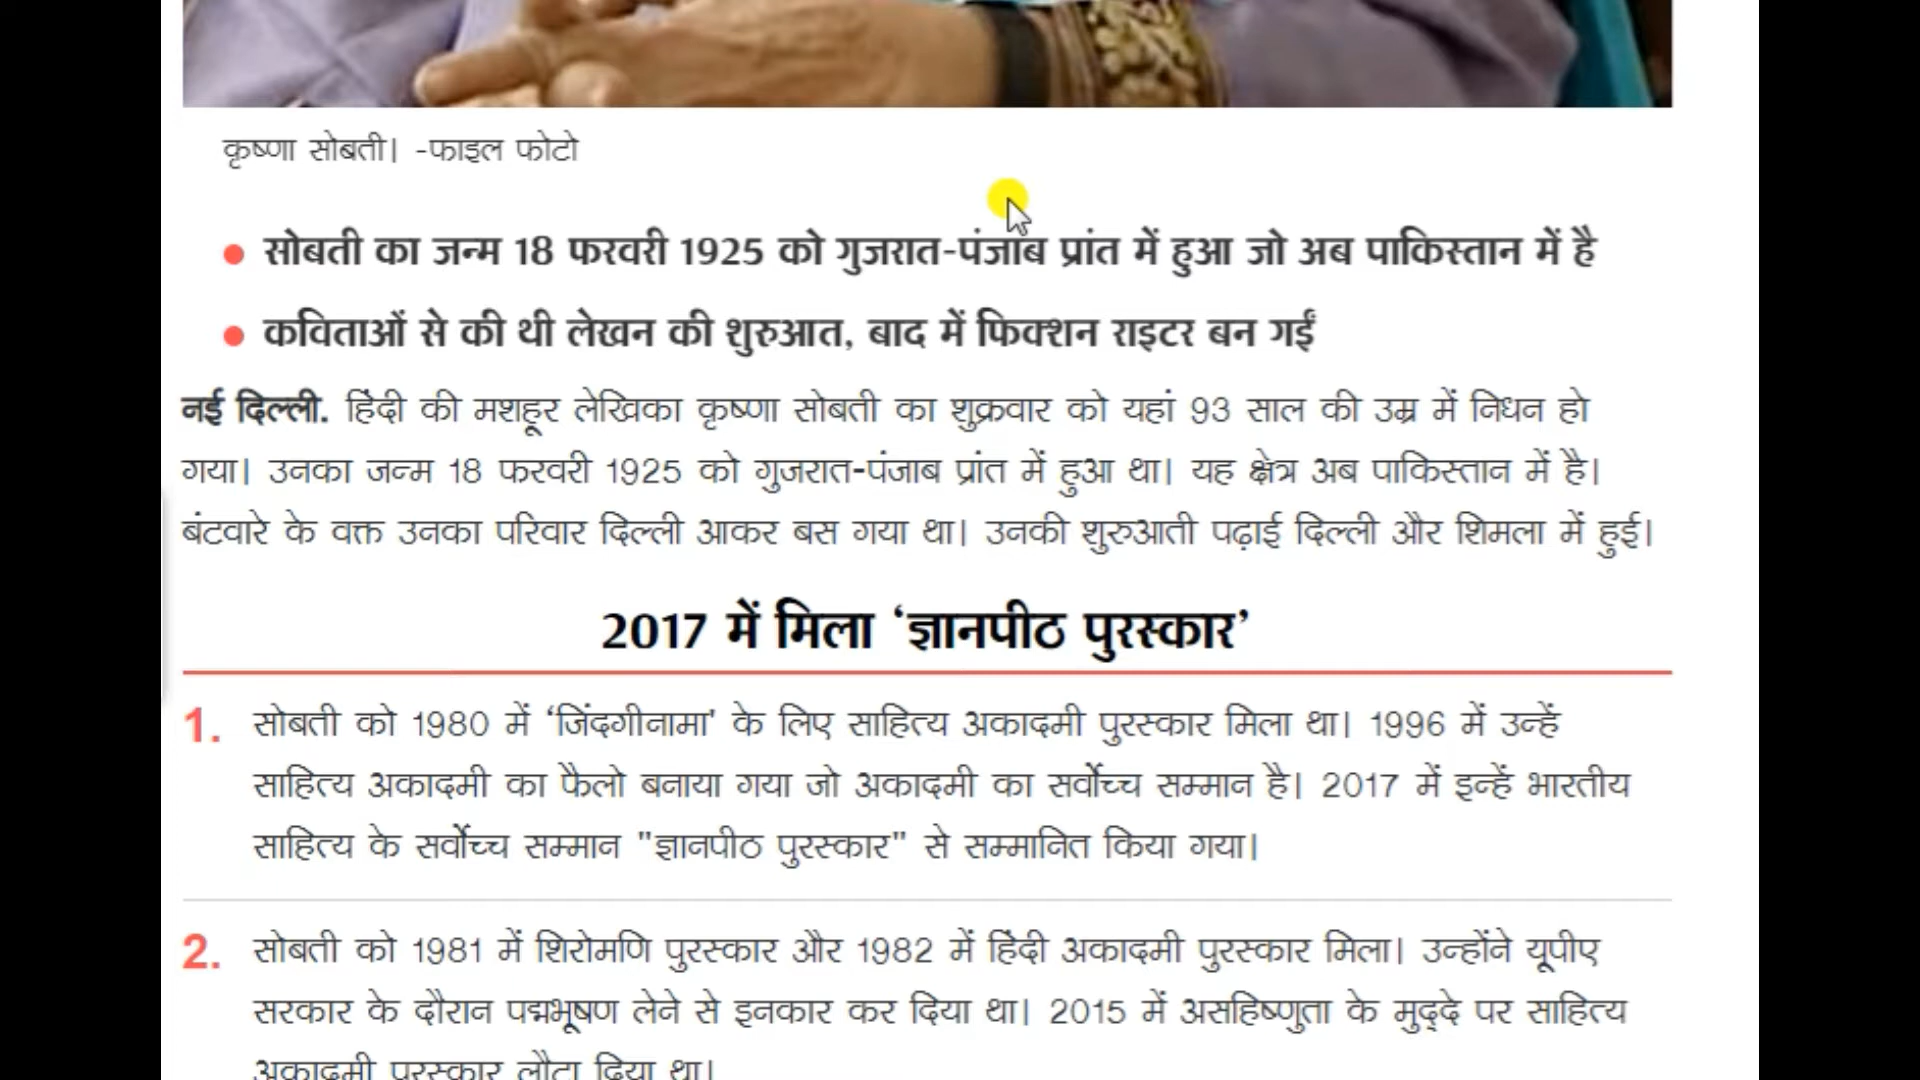 कृष्णा सोबती। -फाइल फोटो
सोबती का जन्म 18 फरवरी 1925 को गुजरात-पंजाब प्रांत में हुआ जो अब पाकिस्तान में है
कविताओं से की थी लेखन की शुरुआत, बाद में फिक्शन राइटर बन गईं
नई दिल्ली. हिंदी की मशहूर लेखिका कृष्णा सोबती का शुक्रवार को यहां 93 साल की उम्र में निधन हो
गया। उनका जन्म 18 फरवरी 1925 को गुजरात-पंजाब प्रांत में हुआ था। यह क्षेत्र अब पाकिस्तान में है।
बंटवारे के वक्त उनका परिवार दिल्ली आकर बस गया था। उनकी शुरुआती पढ़ाई दिल्ली और शिमला में हुई।
2017 में मिला ‘ज्ञानपीठ पुरस्कार’
1. सोबती को 1980 में ‘जिंदगीनामा' के लिए साहित्य अकादमी पुरस्कार मिला था। 1996 में उन्हें
साहित्य अकादमी का फैलो बनाया गया जो अकादमी का सर्वोच्च सम्मान है। 2017 में इन्हें भारतीय
साहित्य के सर्वोच्च सम्मान "ज्ञानपीठ पुरस्कार" से सम्मानित किया गया।
2. सोबती को 1981 में शिरोमणि पुरस्कार और 1982 में हिंदी अकादमी पुरस्कार मिला। उन्होंने यूपीए
सरकार के दौरान पद्मभूषण लेने से इनकार कर दिया था। 2015 में असहिष्णुता के मुद्दे पर साहित्य
अकादमी पुरस्कार लौटा दिया था।